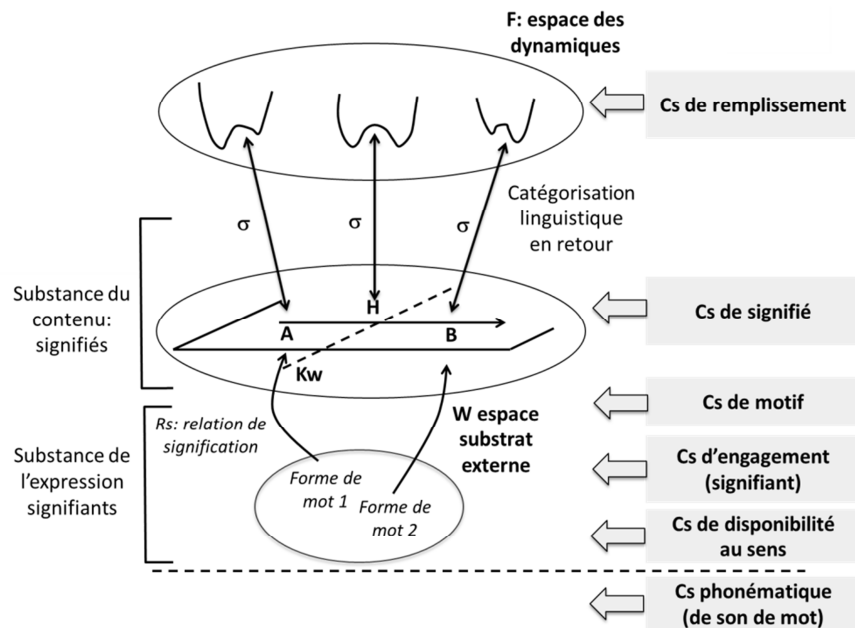 F: espace des
dynamiques
Cs de remplissement
Catégorisation
linguistique
en retour
σ
σ
σ
Substance du
contenu:
signifiés
H
A
B
Kw
Cs de signifié
Cs de motif
Rs: relation de
signification
W espace
substrat
externe
Substance de
l'expression
signifiants
Forme de
mot 1
Forme de
mot 2
Cs d'engagement
(signifiant)
Cs de disponibilité
au sens
Cs phonématique
(de son de mot)